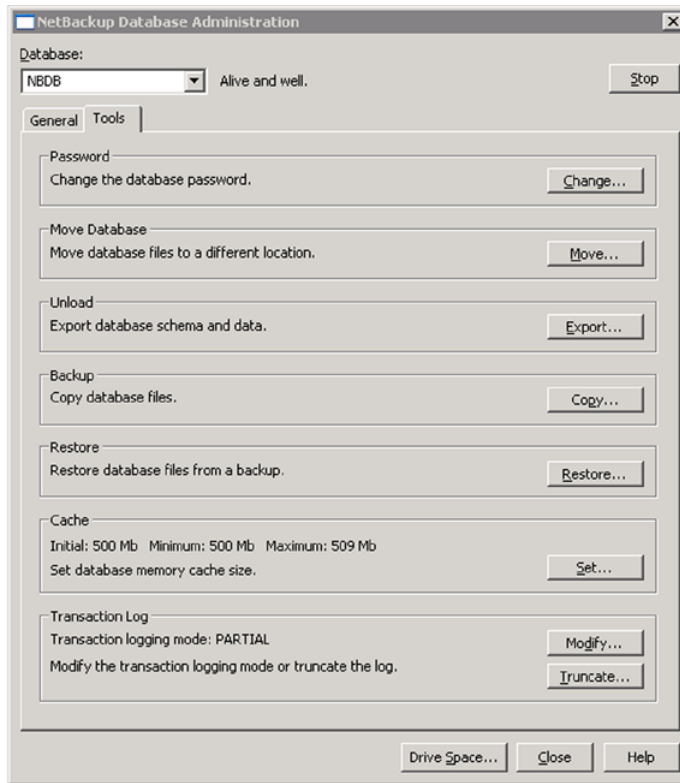 NetBackup Database Administration
Database:
NBDB Alive and well. Stop
General Tools
Password
Change the database password. Change...
Move Database
Move database files to a different location. Move...
Unload
Export database schema and data. Export...
Backup
Copy database files. Copy...
Restore
Restore database files from a backup. Restore...
Cache
Initial: 500 Mb Minimum: 500 Mb Maximum: 509 Mb
Set database memory cache size. Set...
Transaction Log
Transaction logging mode: PARTIAL Modify...
Modify the transaction logging mode or truncate the log. Truncate...
Drive Space... Close Help